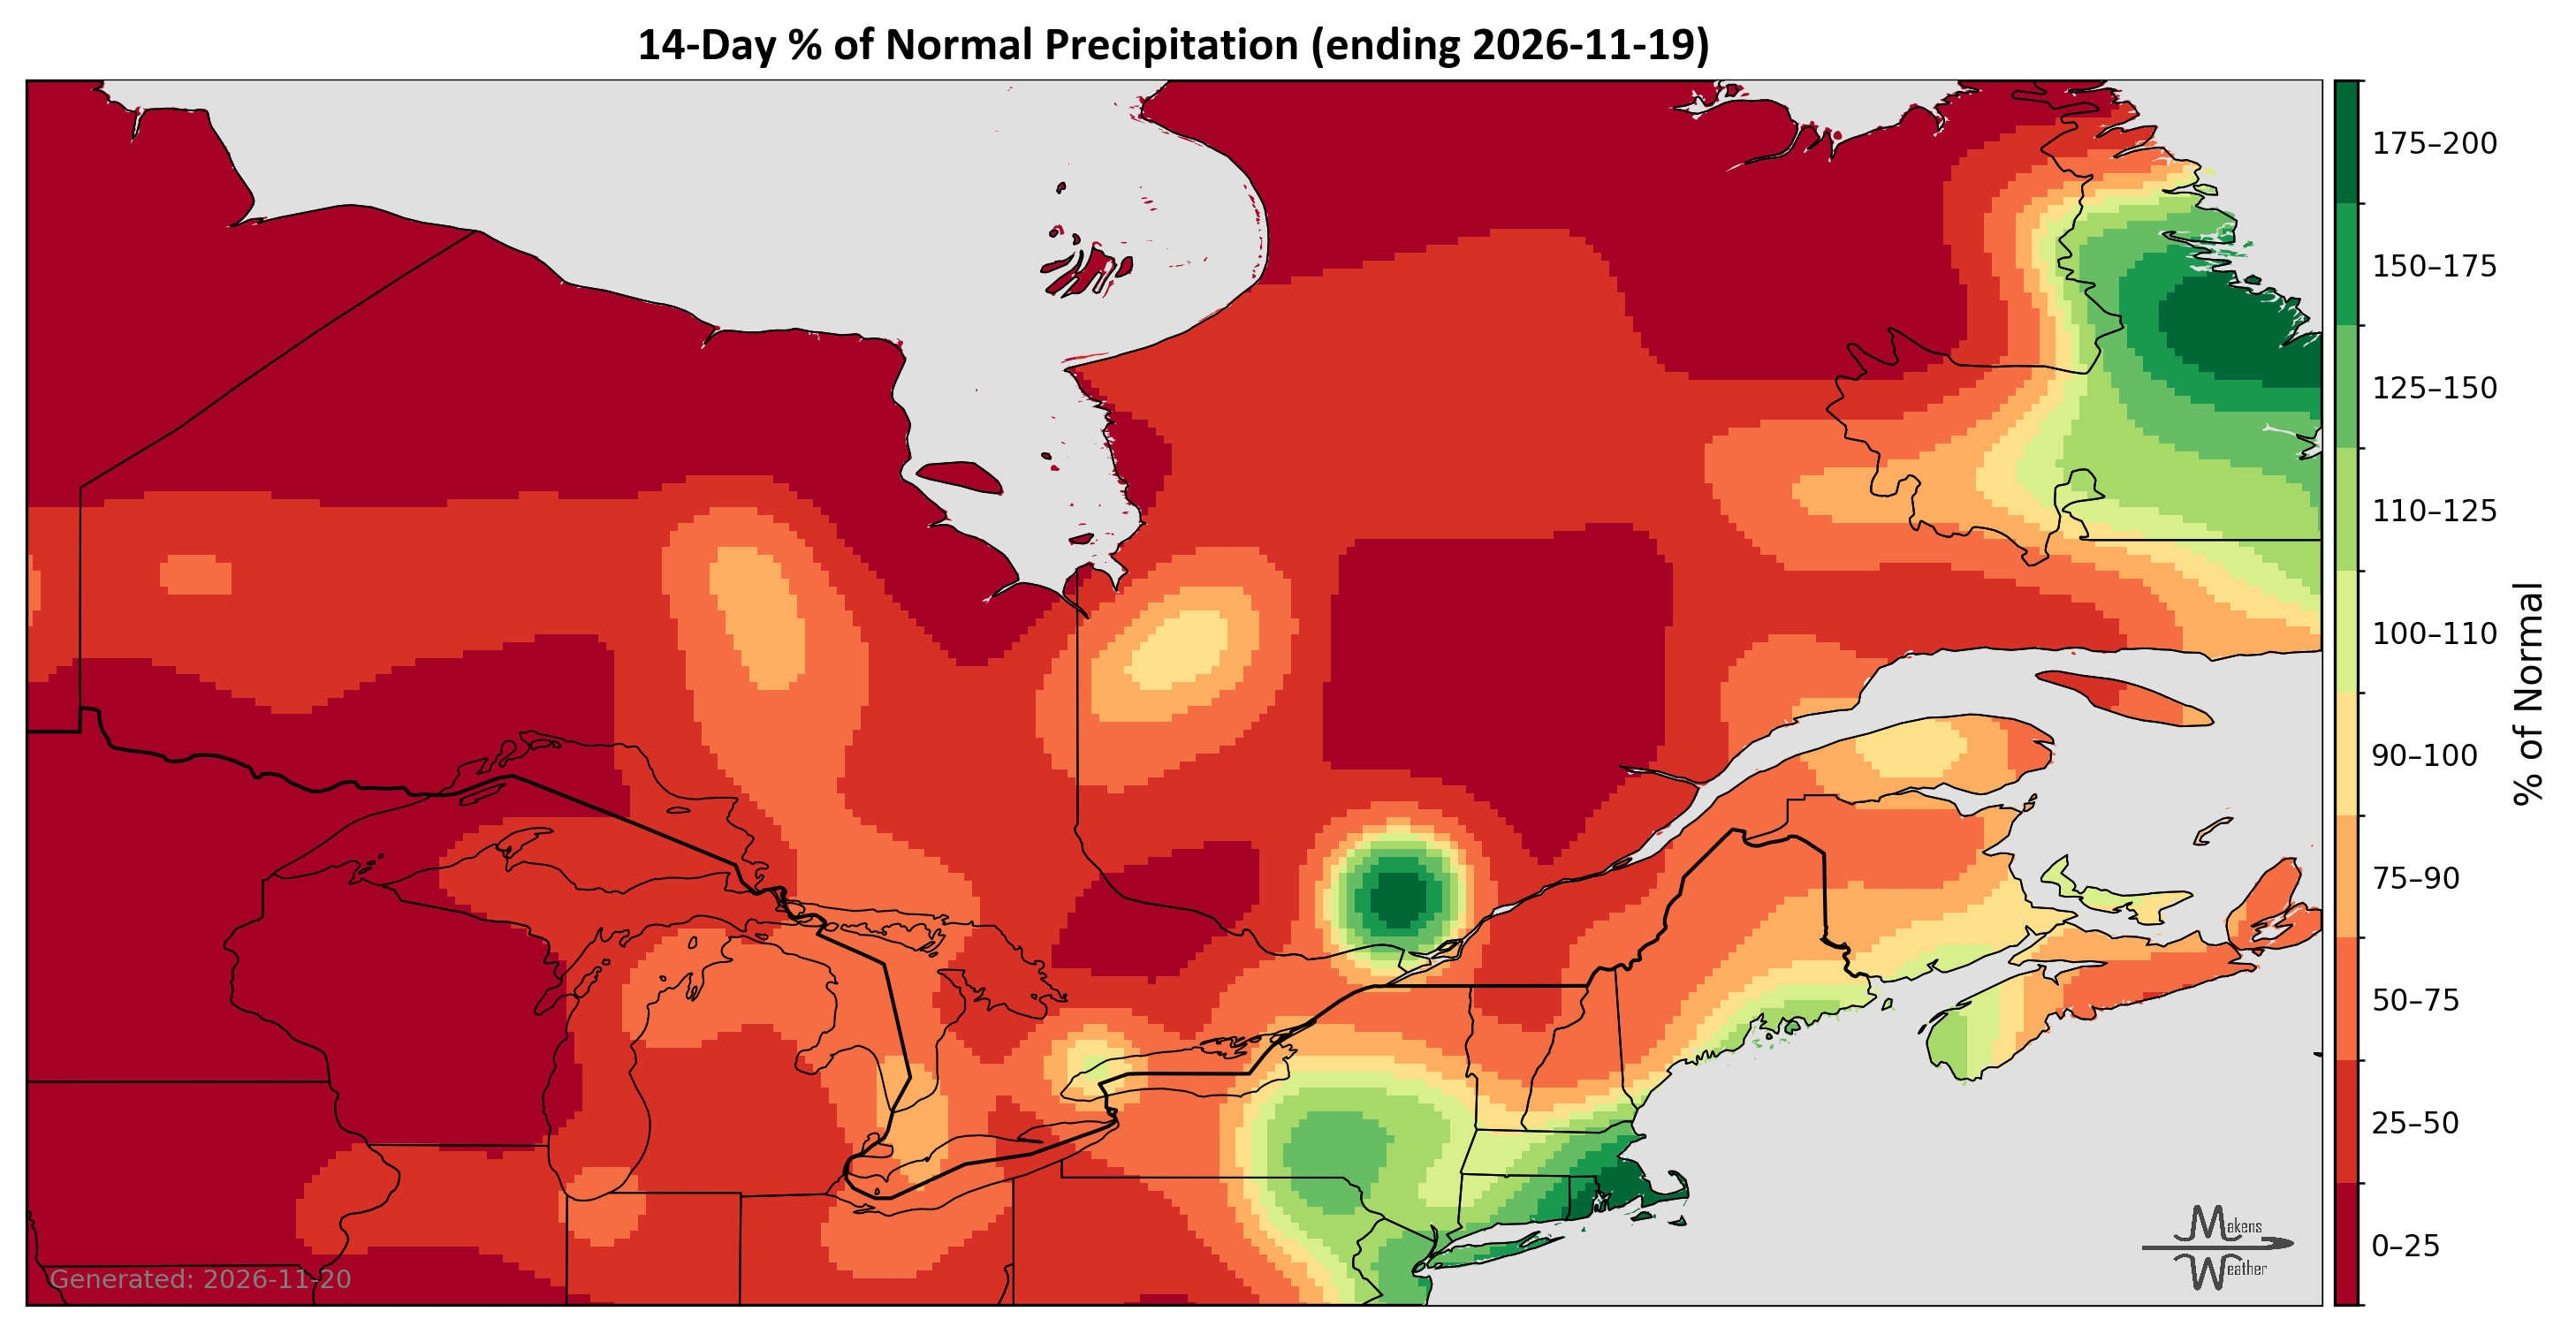 14-Day % of Normal Precipitation (ending 2026-11-19)
175–200
150–175
125–150
110–125
100–110
90–100
75–90
50–75
25–50
0–25
% of Normal
Makens
Weather
Generated: 2026-11-20